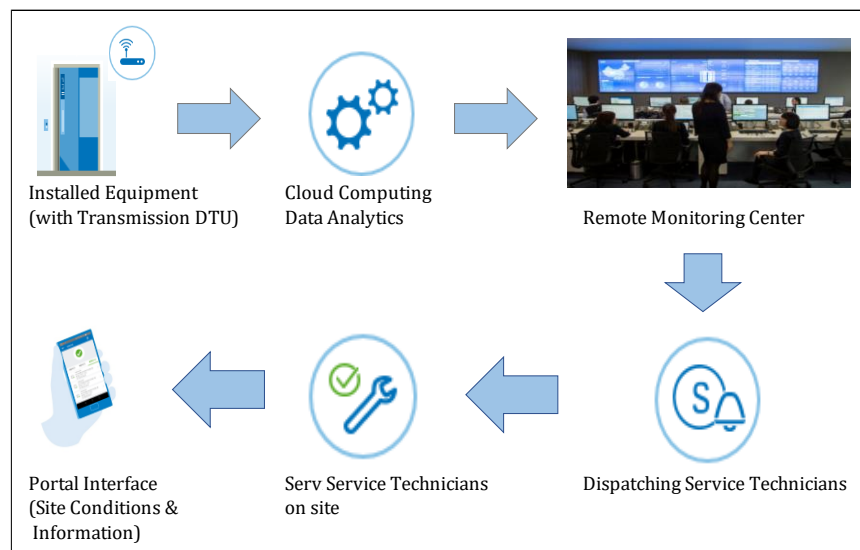 Installed Equipment
(with Transmission DTU)
Cloud Computing
Data Analytics
Remote Monitoring Center
Portal Interface
(Site Conditions &
Information)
Serv Service Technicians
on site
S
Dispatching Service Technicians